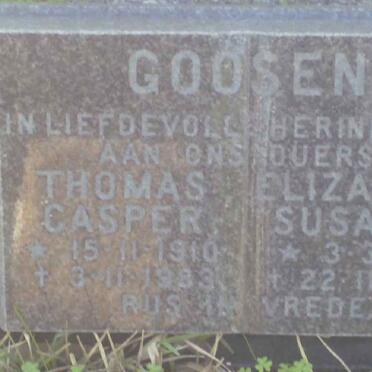 GOOSEN
IN LIEFDEVOLLE HERIN
AAN ONS OUERS
THOMAS ELIZA
CASPER SUSA
* 15-11-1910 * 3-3
† 3-11-1983 † 22-11
RUS IN VREDE